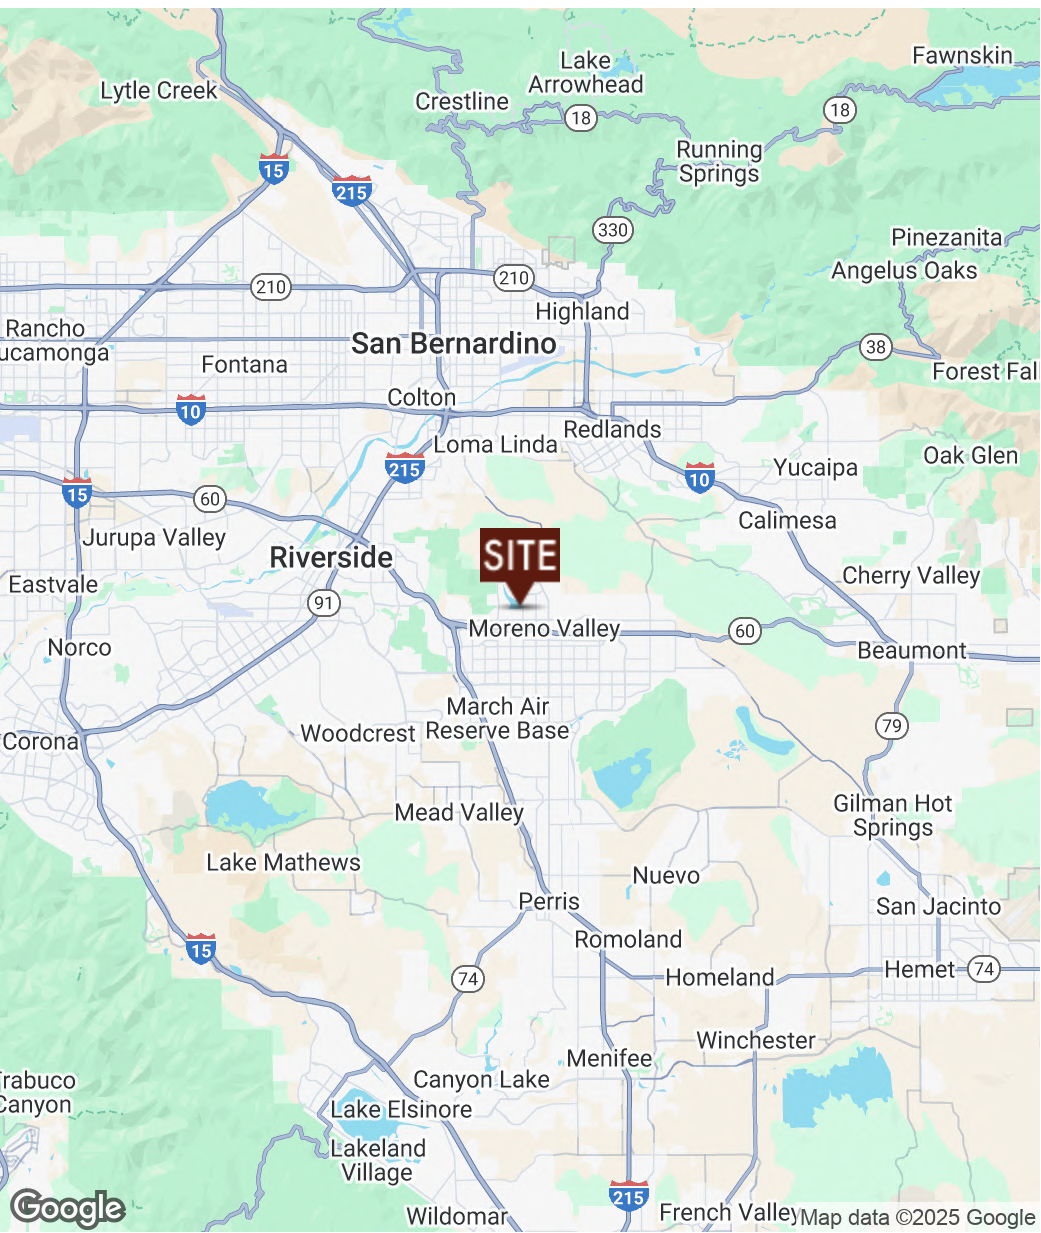 Fawnskin
Lake
Arrowhead
Lytle Creek
Crestline
18
18
Running
Springs
15
215
330
Pinezanita
Angelus Oaks
210
210
Highland
Rancho
ucamonga
San Bernardino
38
Fontana
Forest Fall
Colton
10
Redlands
Loma Linda
Oak Glen
215
Yucaipa
10
15
60
Calimesa
Jurupa Valley
SITE
Riverside
Cherry Valley
Eastvale
91
Moreno Valley
60
Norco
Beaumont
March Air
Reserve Base
79
Woodcrest
Corona
Gilman Hot
Springs
Mead Valley
Lake Mathews
Nuevo
Perris
San Jacinto
Romoland
15
Homeland
Hemet
74
74
Winchester
Menifee
Canyon Lake
Trabuco
Canyon
Lake Elsinore
Lakeland
Village
215
Google
Wildomar
French Valley
Map data ©2025 Google